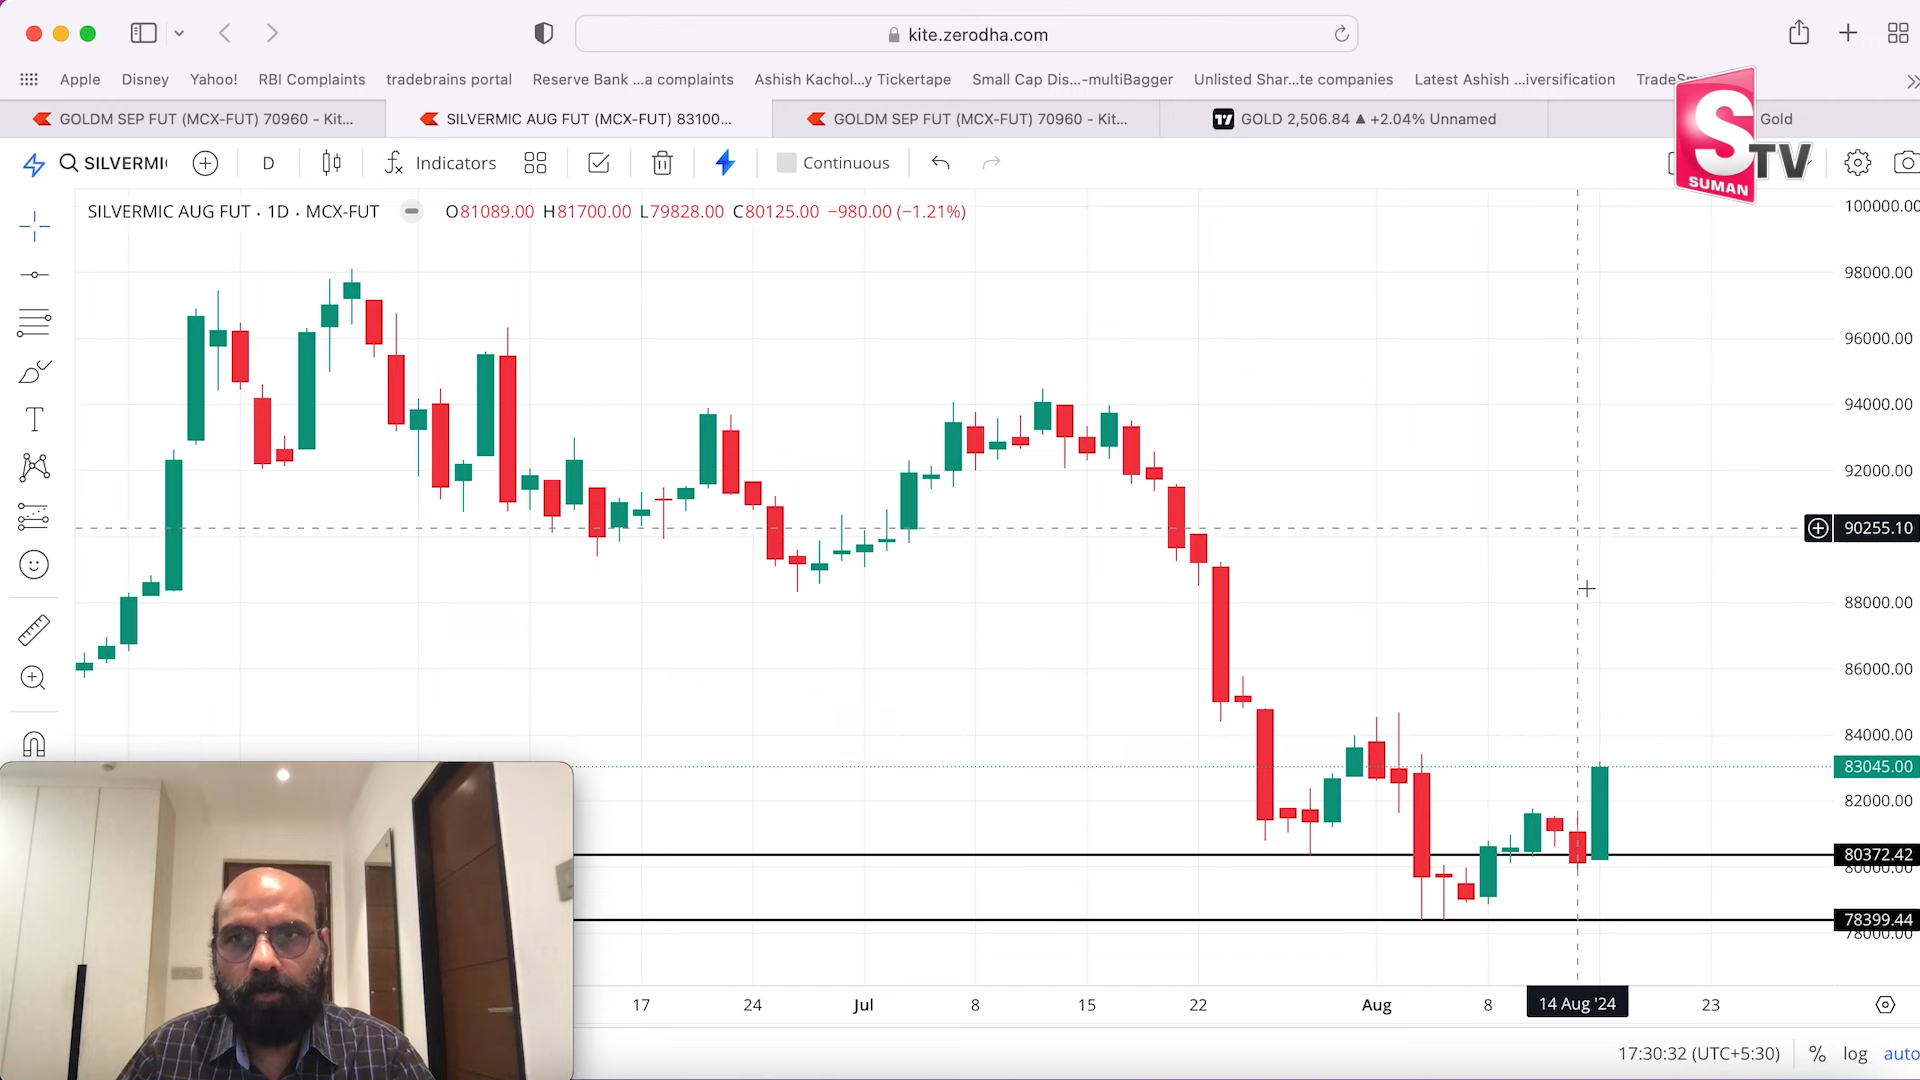 kite.zerodha.com
Apple Disney Yahoo! RBI Complaints tradebrains portal Reserve Bank ...a complaints Ashish Kachol...y Tickertape Small Cap Dis...-multiBagger Unlisted Shar...te companies Latest Ashish ...iversification
GOLDM SEP FUT (MCX-FUT) 70960 - Kit... SILVERMIC AUG FUT (MCX-FUT) 83100... GOLDM SEP FUT (MCX-FUT) 70960 - Kit... GOLD 2,506.84 ▲ +2.04% Unnamed Gold
S TV
SUMAN
SILVERMI D Indicators Continuous
SILVERMIC AUG FUT · 1D · MCX-FUT O81089.00 H81700.00 L79828.00 C80125.00 −980.00 (−1.21%)
100000.00
98000.00
96000.00
94000.00
92000.00
90255.10
88000.00
86000.00
84000.00
83045.00
82000.00
80372.42
80000.00
78399.44
78000.00
17 24 Jul 8 15 22 Aug 8 14 Aug '24 23
17:30:32 (UTC+5:30) % log auto